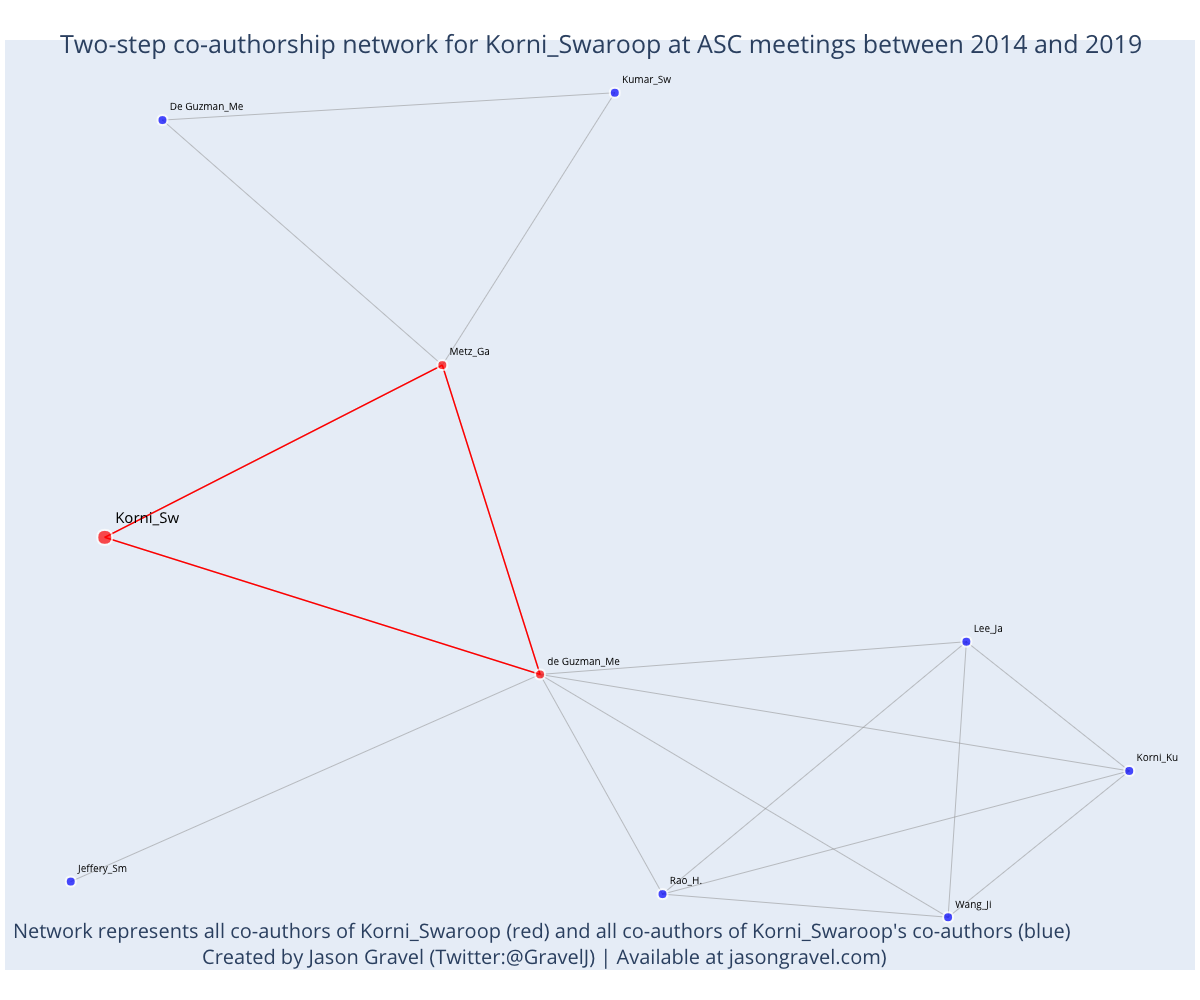 Two-step co-authorship network for Korni_Swaroop at ASC meetings between 2014 and 2019
Kumar_Sw
De Guzman_Me
Metz_Ga
Korni_Sw
Lee_Ja
de Guzman_Me
Korni_Ku
Jeffery_Sm
Rao_H.
Wang_Ji
Network represents all co-authors of Korni_Swaroop (red) and all co-authors of Korni_Swaroop's co-authors (blue)
Created by Jason Gravel (Twitter:@GravelJ) | Available at jasongravel.com)